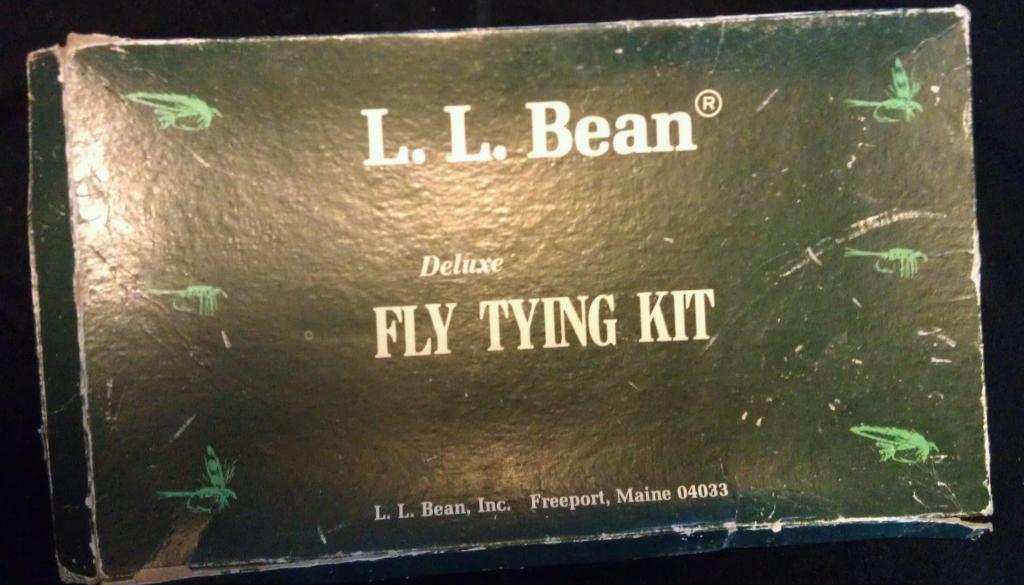 L. L. Bean®
Deluxe
FLY TYING KIT
L. L. Bean, Inc. Freeport, Maine 04033